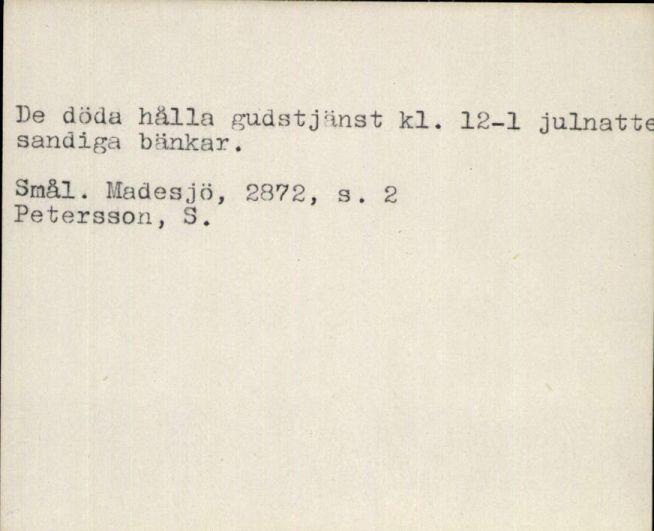 De döda hålla gudstjänst kl. 12-1 julnatte
sandiga bänkar.
Smål. Madesjö, 2872, s. 2
Petersson, S.